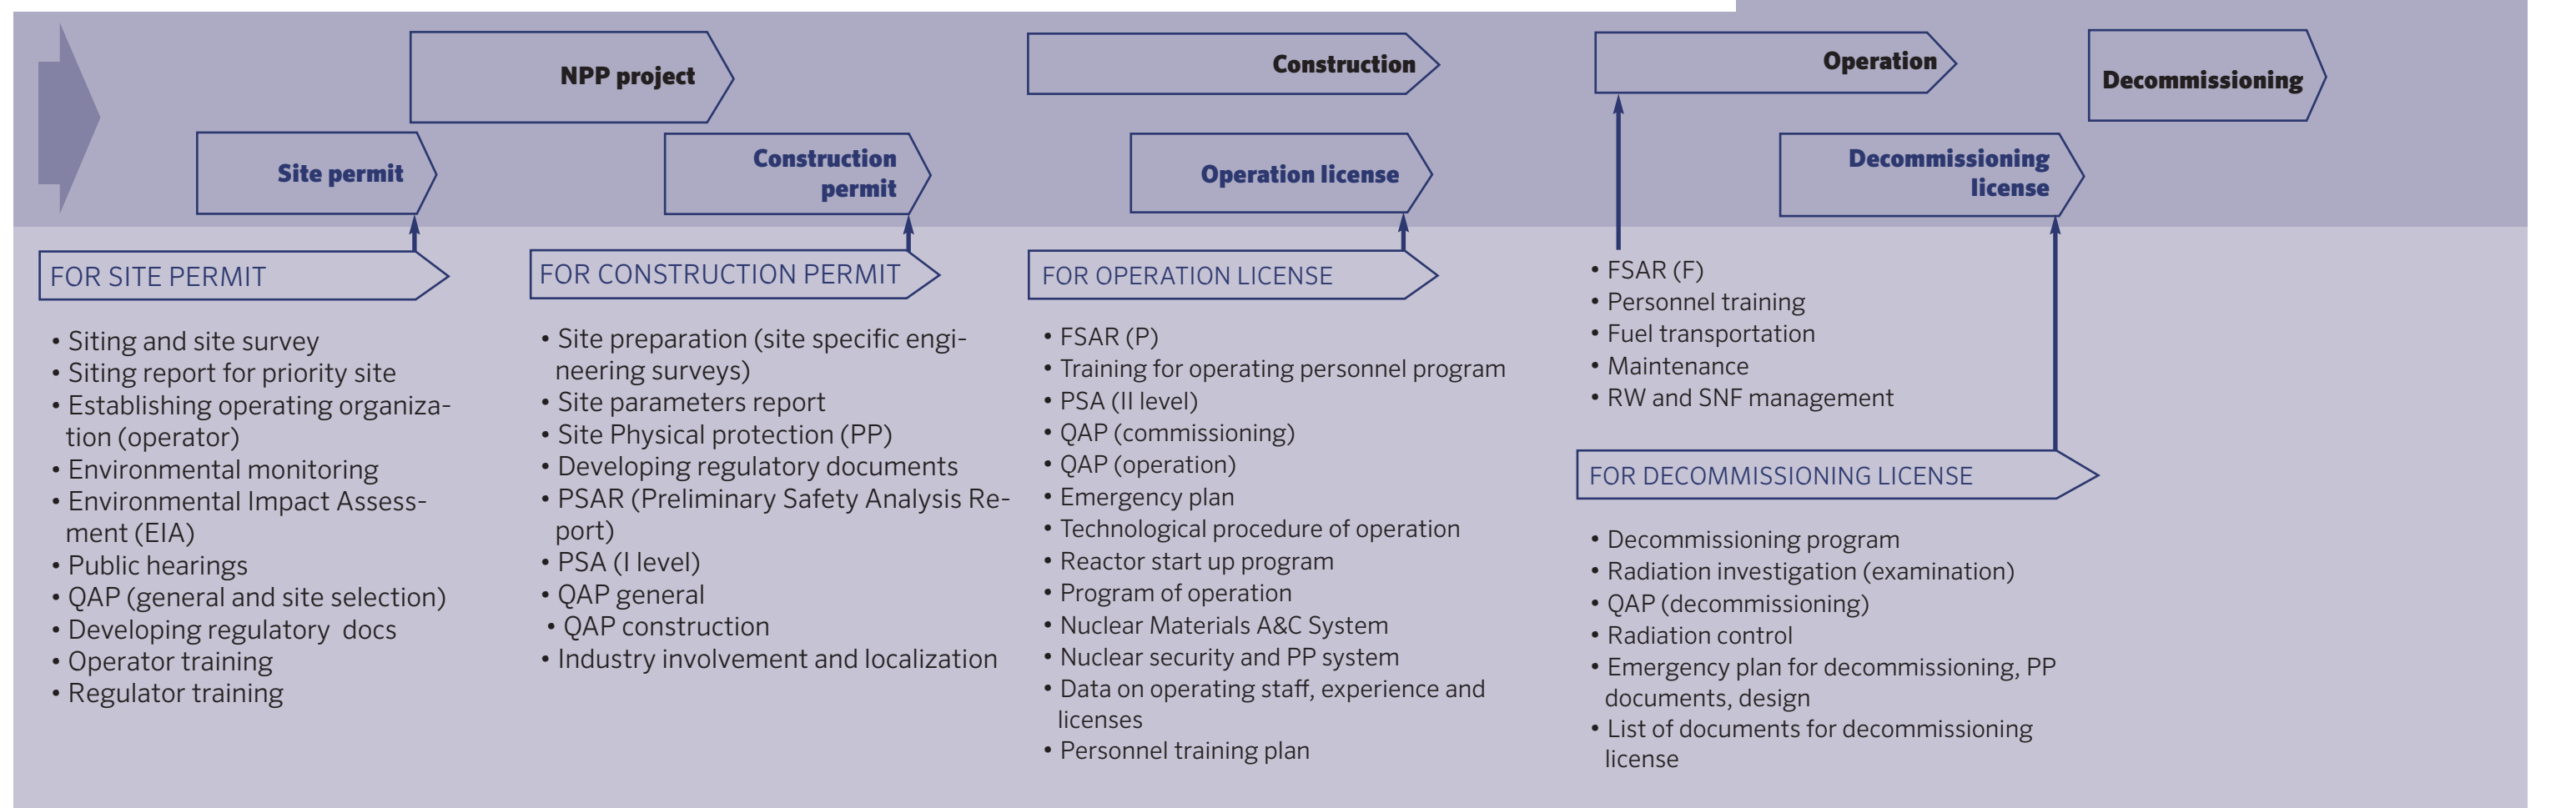 NPP project
Construction
Operation
Decommissioning
Site permit
Construction
permit
Operation license
Decommissioning
license
FOR SITE PERMIT
• Siting and site survey
• Siting report for priority site
• Establishing operating organiza-
tion (operator)
• Environmental monitoring
• Environmental Impact Assess-
ment (EIA)
• Public hearings
• QAP (general and site selection)
• Developing regulatory docs
• Operator training
• Regulator training
FOR CONSTRUCTION PERMIT
• Site preparation (site specific engi-
neering surveys)
• Site parameters report
• Site Physical protection (PP)
• Developing regulatory documents
• PSAR (Preliminary Safety Analysis Re-
port)
• PSA (I level)
• QAP general
• QAP construction
• Industry involvement and localization
FOR OPERATION LICENSE
• FSAR (P)
• Training for operating personnel program
• PSA (II level)
• QAP (commissioning)
• QAP (operation)
• Emergency plan
• Technological procedure of operation
• Reactor start up program
• Program of operation
• Nuclear Materials A&C System
• Nuclear security and PP system
• Data on operating staff, experience and
licenses
• Personnel training plan
• FSAR (F)
• Personnel training
• Fuel transportation
• Maintenance
• RW and SNF management
FOR DECOMMISSIONING LICENSE
• Decommissioning program
• Radiation investigation (examination)
• QAP (decommissioning)
• Radiation control
• Emergency plan for decommissioning, PP
documents, design
• List of documents for decommissioning
license